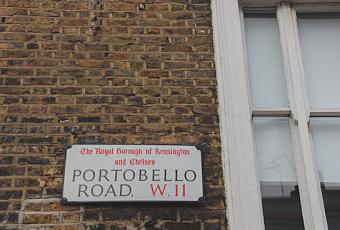 The Royal Borough of Kensington
and Chelsea
PORTOBELLO
ROAD. W.11